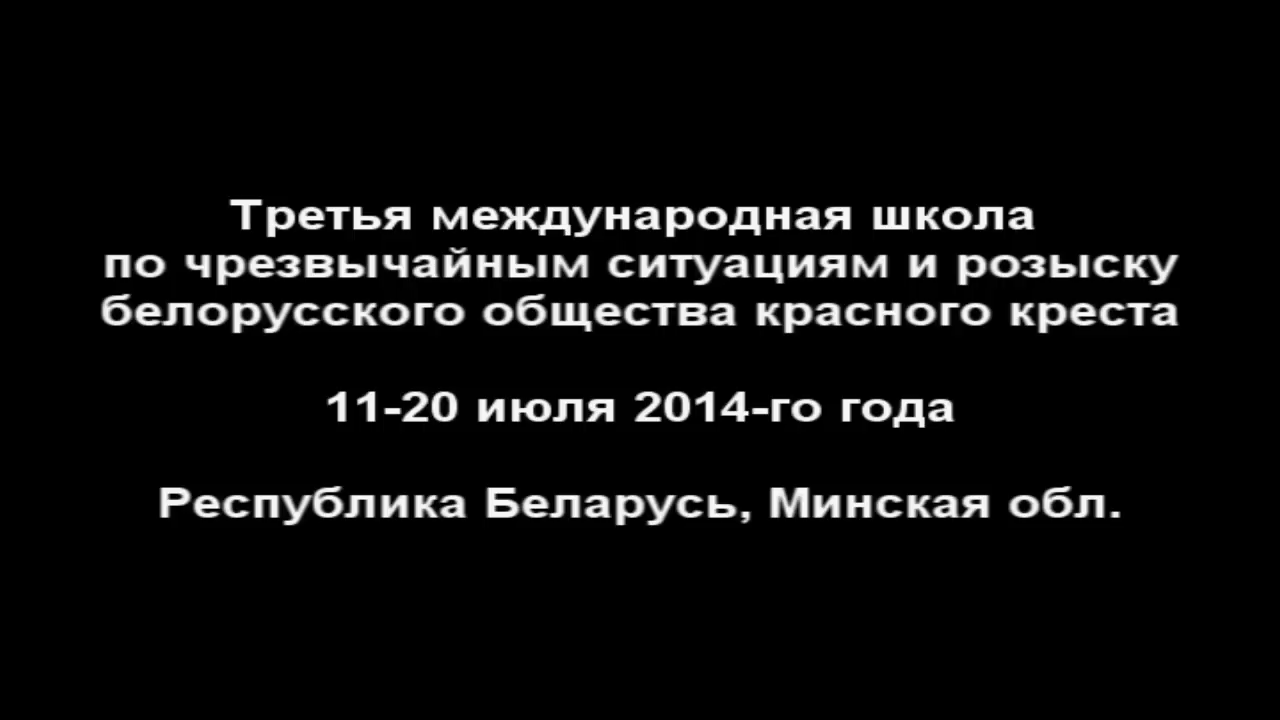 Третья международная школа
по чрезвычайным ситуациям и розыску
белорусского общества красного креста
11-20 июля 2014-го года
Республика Беларусь, Минская обл.